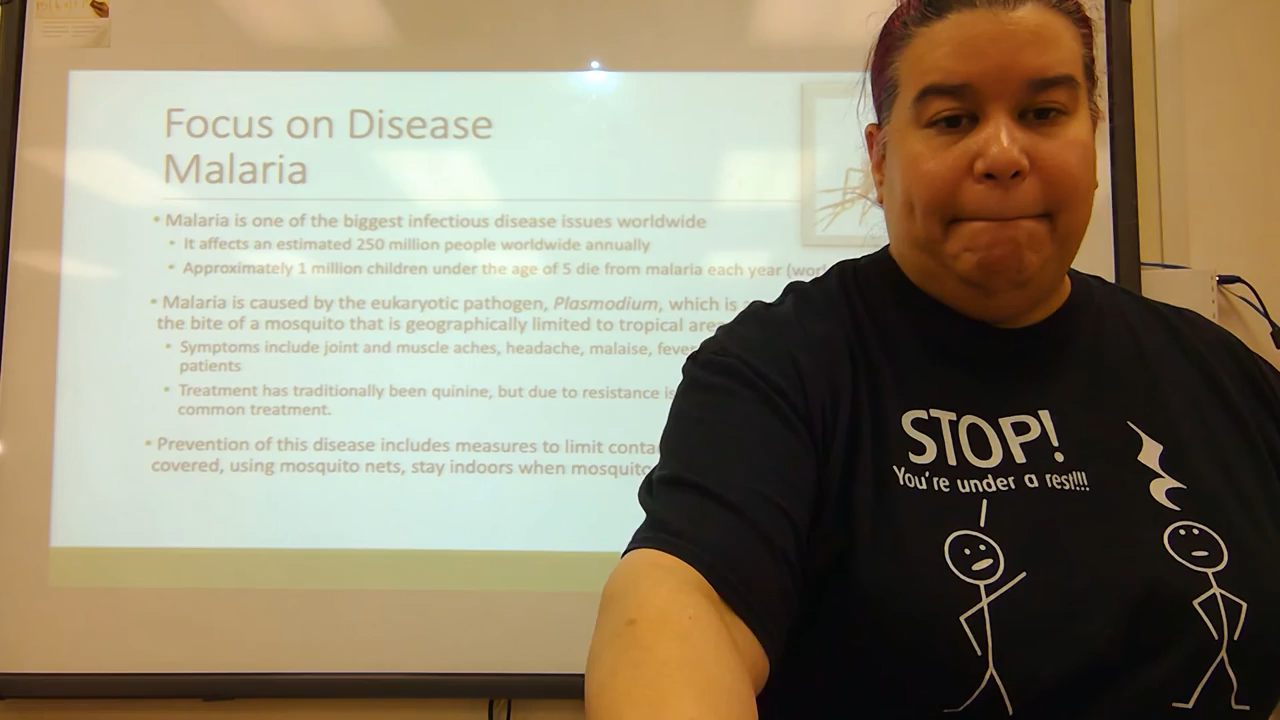 Focus on Disease
Malaria
• Malaria is one of the biggest infectious disease issues worldwide
• It affects an estimated 250 million people worldwide annually
• Approximately 1 million children under the age of 5 die from malaria each year
• Malaria is caused by the eukaryotic pathogen, Plasmodium, which is
the bite of a mosquito that is geographically limited to tropical
• Symptoms include joint and muscle aches, headache, malaise,
patients
• Treatment has traditionally been quinine, but due to resistance is
common treatment.
• Prevention of this disease includes measures to limit
covered, using mosquito nets, stay indoors when
STOP!
You're under a rest!!!